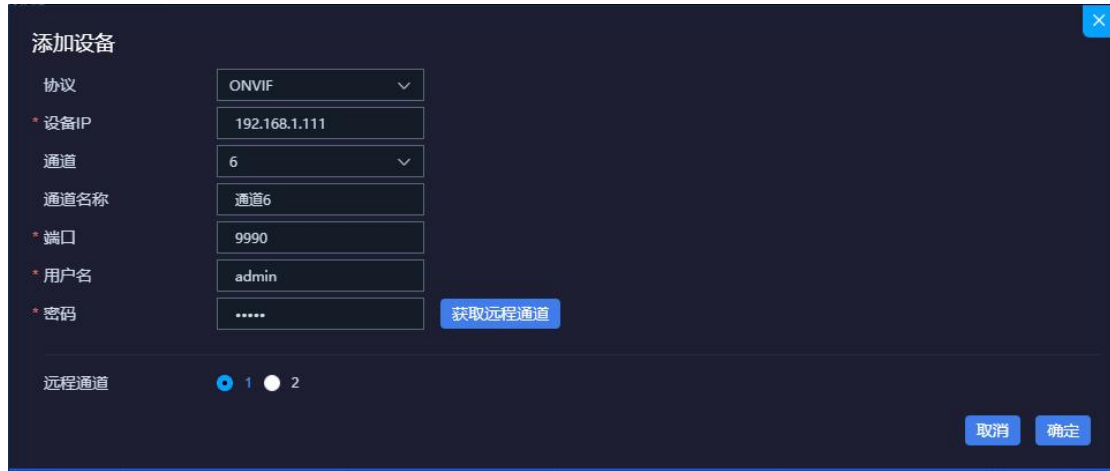 添加设备
协议 ONVIF
* 设备IP 192.168.1.111
通道 6
通道名称 通道6
* 端口 9990
* 用户名 admin
* 密码 ••••• 获取远程通道
远程通道 1 2
取消 确定